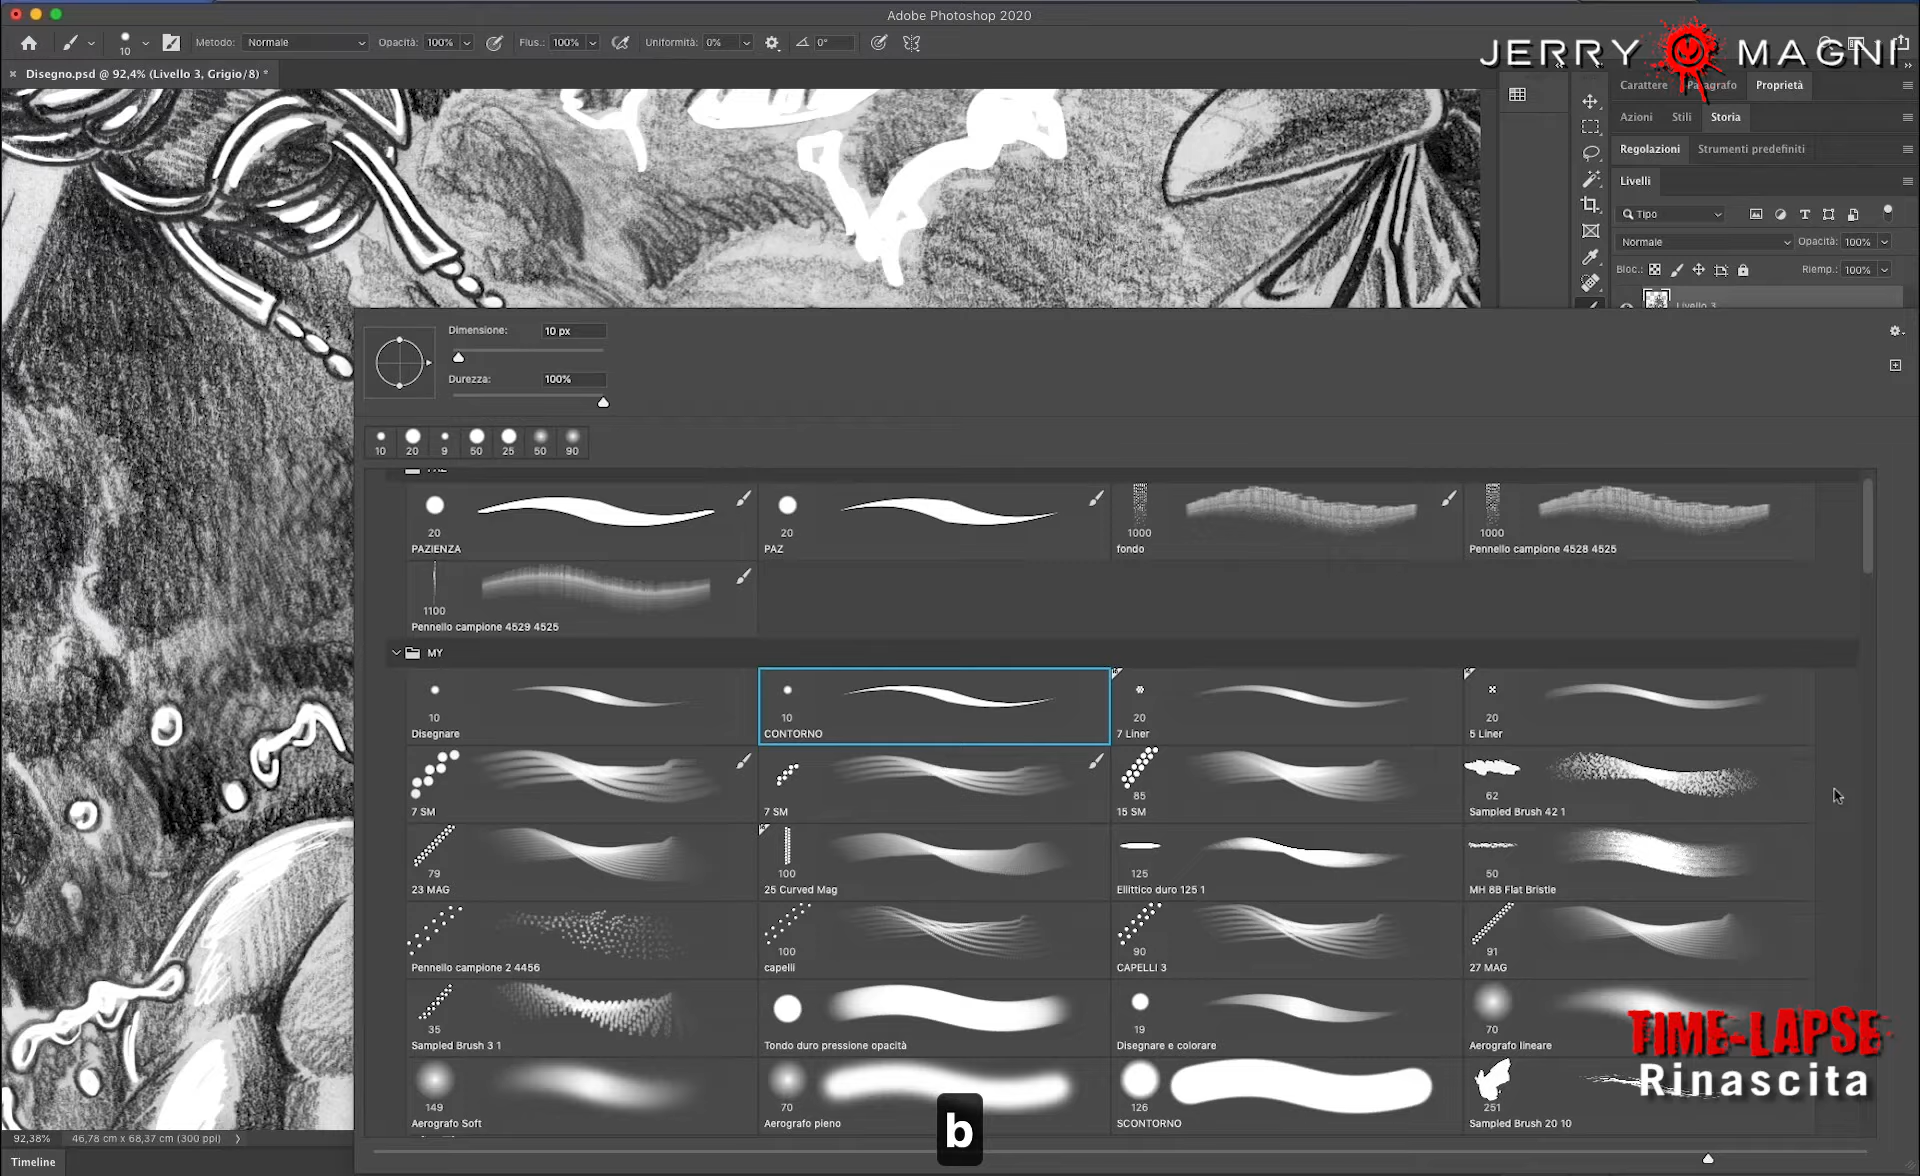 Adobe Photoshop 2020
10 Metodo: Normale Opacità: 100% Flus.: 100% Uniformità: 0% 0°
JERRY MAGNI
× Disegno.psd @ 92,4% (Livello 3, Grigio/8) *
Carattere Paragrafo Proprietà
Azioni Stili Storia
Regolazioni Strumenti predefiniti
Livelli
Tipo
Normale Opacità: 100%
Bloc.: Riemp.: 100%
Livello 3
Dimensione: 10 px
Durezza: 100%
10 20 9 50 25 50 90
20 20 1000 1000
PAZIENZA PAZ fondo Pennello campione 4528 4525
1100
Pennello campione 4529 4525
MY
10 10 20 20
Disegnare CONTORNO 7 Liner 5 Liner
85 62
7 SM 7 SM 15 SM Sampled Brush 42 1
79 100 125 50
23 MAG 25 Curved Mag Ellittico duro 125 1 MH 8B Flat Bristle
100 90 91
Pennello campione 2 4456 capelli CAPELLI 3 27 MAG
35 19 70
Sampled Brush 3 1 Tondo duro pressione opacità Disegnare e colorare Aerografo lineare
149 70 126 251
Aerografo Soft Aerografo pieno SCONTORNO Sampled Brush 20 10
TIME-LAPSE
Rinascita
b
92,38% 46,78 cm x 68,37 cm (300 ppi)
Timeline